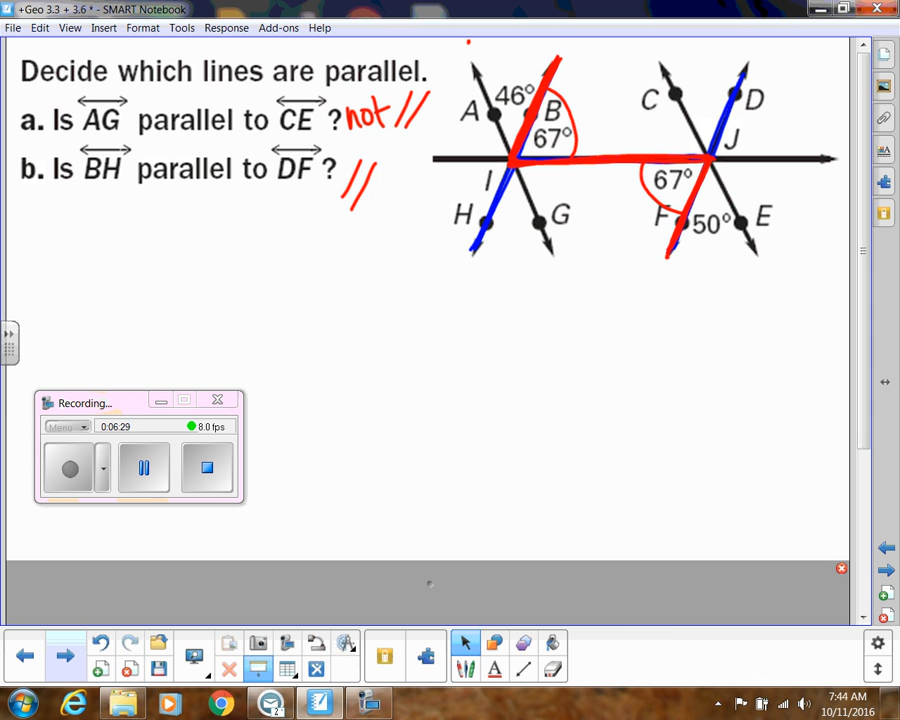 +Geo 3.3 + 3.6 * - SMART Notebook
File Edit View Insert Format Tools Response Add-ons Help
Decide which lines are parallel.
a. Is AG parallel to CE ? not //
b. Is BH parallel to DF ? //
A 46° B 67° I H G
C D J 67° F 50° E
Recording...
Menu 0:06:29 8.0 fps
A
2
7:44 AM
10/11/2016